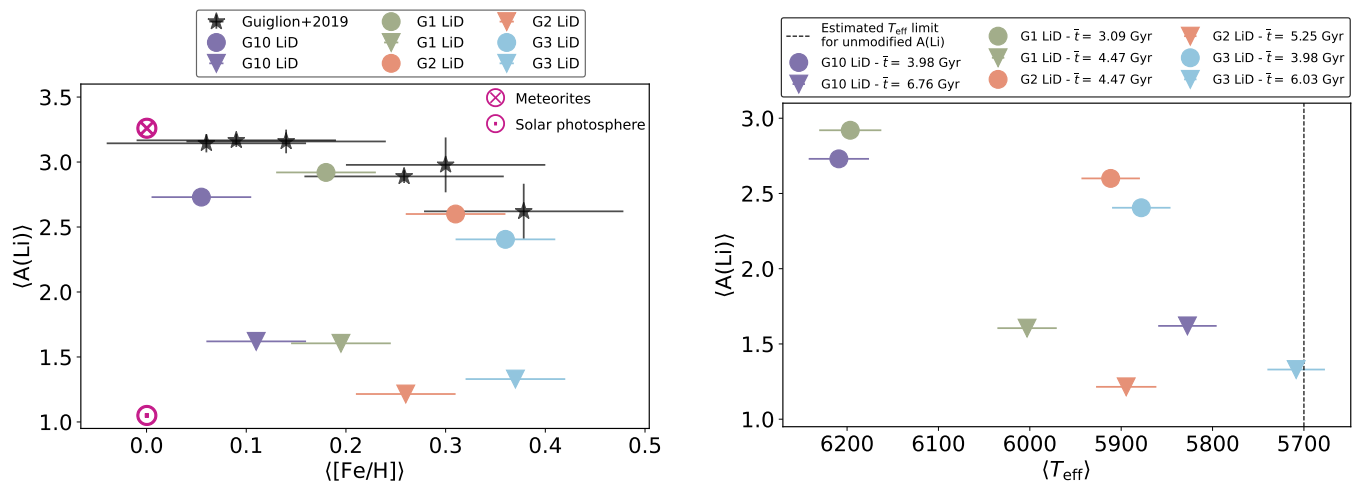 Guiglion+2019
G10 LiD
G10 LiD
G1 LiD
G1 LiD
G2 LiD
G2 LiD
G3 LiD
G3 LiD
3.5
3.0
2.5
2.0
1.5
1.0
⟨A(Li)⟩
Meteorites
Solar photosphere
0.0 0.1 0.2 0.3 0.4 0.5
⟨[Fe/H]⟩
Estimated Teff limit
for unmodified A(Li)
G10 LiD - t̄ = 3.98 Gyr
G10 LiD - t̄ = 6.76 Gyr
G1 LiD - t̄ = 3.09 Gyr
G1 LiD - t̄ = 4.47 Gyr
G2 LiD - t̄ = 4.47 Gyr
G2 LiD - t̄ = 5.25 Gyr
G3 LiD - t̄ = 3.98 Gyr
G3 LiD - t̄ = 6.03 Gyr
3.0
2.5
2.0
1.5
1.0
⟨A(Li)⟩
6200 6100 6000 5900 5800 5700
⟨Teff⟩